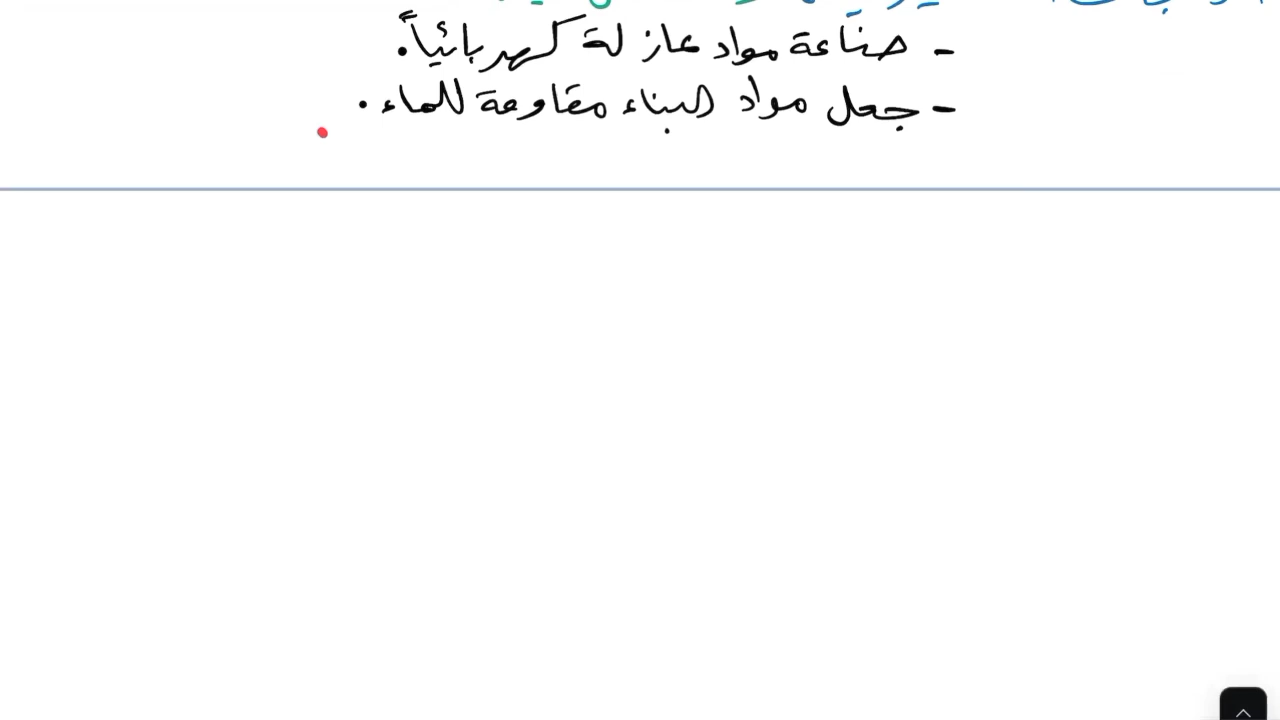 - صناعة مواد عازلة كهربائياً.
- جعل مواد البناء مقاومة للماء.